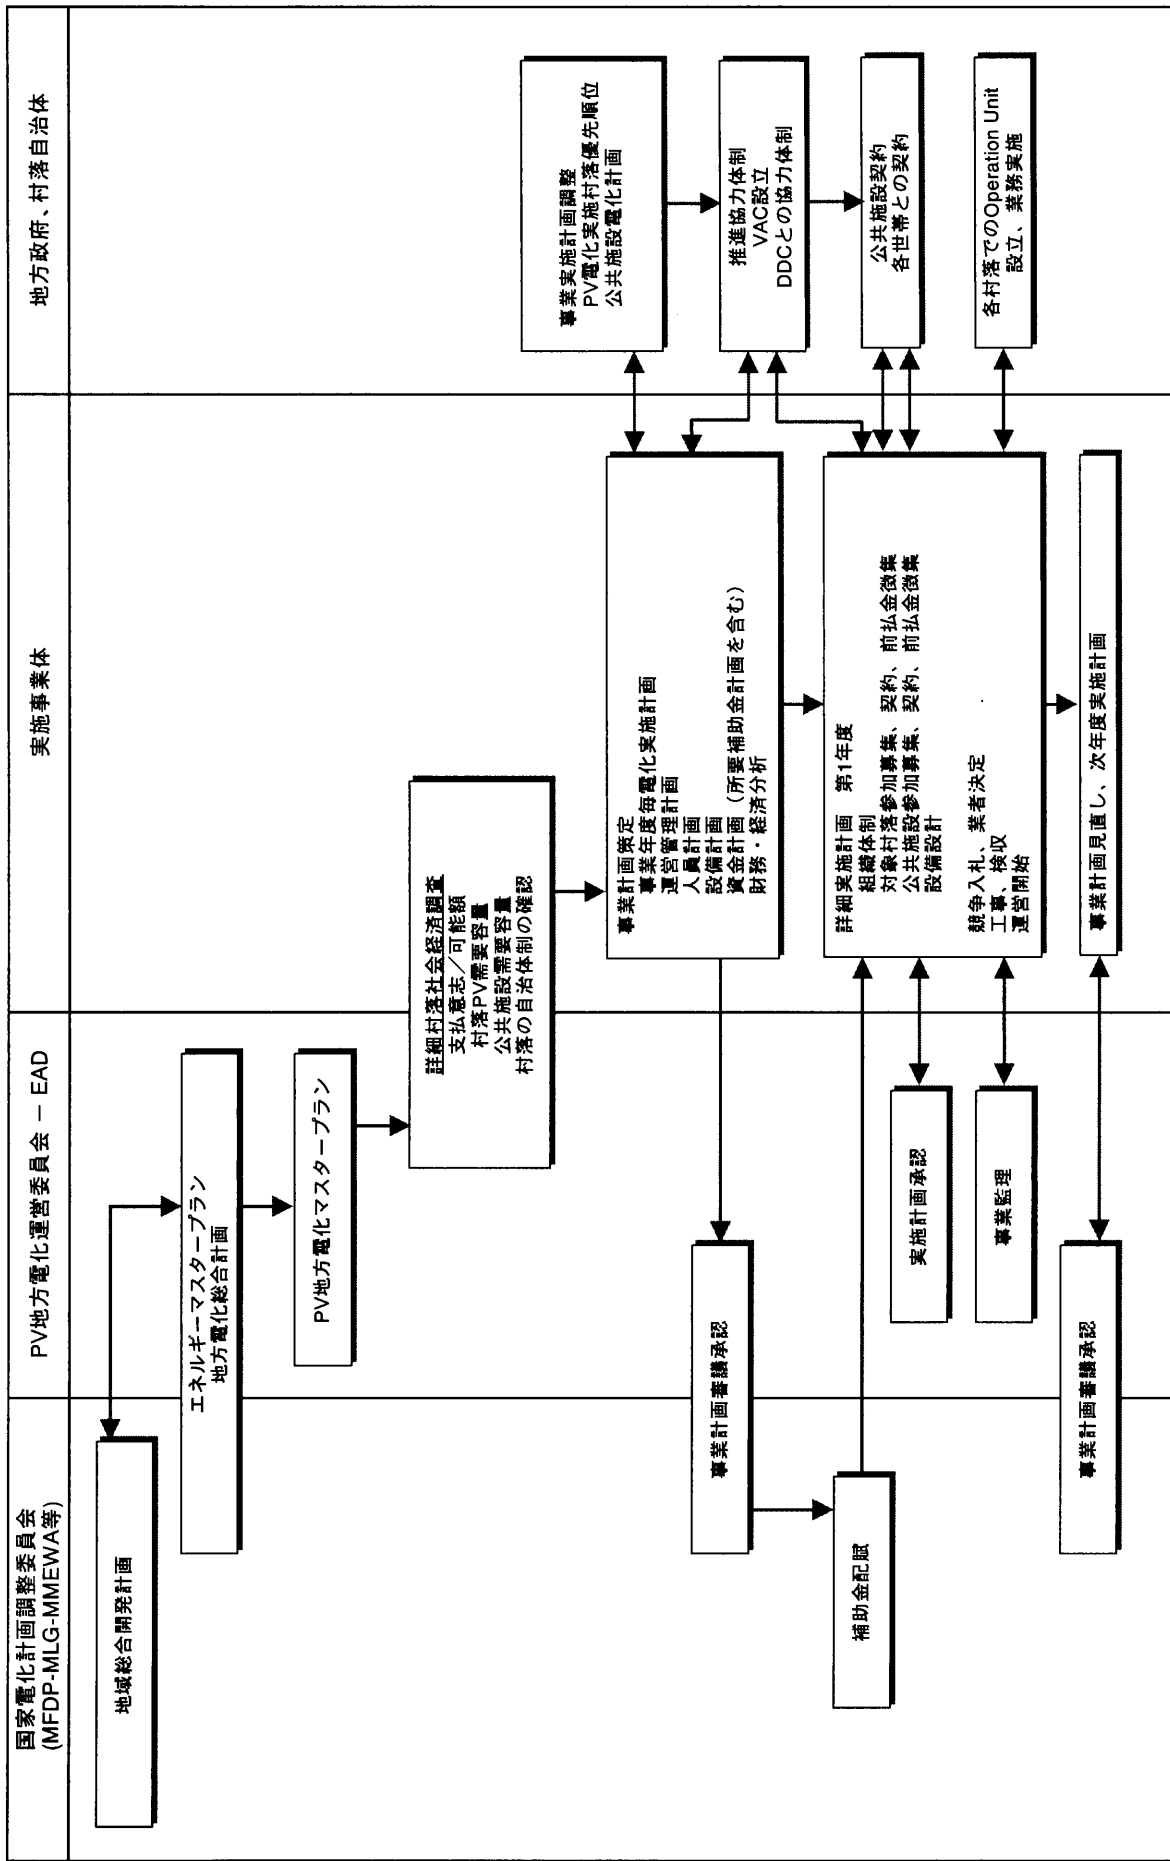 国家電化計画調整委員会
(MFDP-MLG-MMEWA等)
PV地方電化運営委員会 － EAD
実施事業体
地方政府、村落自治体
地域総合開発計画
エネルギーマスタープラン
地方電化総合計画
PV地方電化マスタープラン
詳細村落社会経済調査
支払意志／可能額
村落PV需要容量
公共施設需要容量
村落の自治体制の確認
事業実施計画調整
PV電化実施村落優先順位
公共施設電化計画
事業計画策定
事業年度毎電化実施計画
運営管理計画
人員計画
設備計画
資金計画（所要補助金計画を含む）
財務・経済分析
推進協力体制
VAC設立
DDCとの協力体制
事業計画審議承認
補助金配賦
詳細実施計画　第1年度
組織体制
対象村落参加募集、契約、前払金徴集
公共施設参加募集、契約、前払金徴集
設備設計
競争入札、業者決定
工事、検収
運営開始
公共施設契約
各世帯との契約
実施計画承認
事業監理
各村落でのOperation Unit
設立、業務実施
事業計画審議承認
事業計画見直し、次年度実施計画